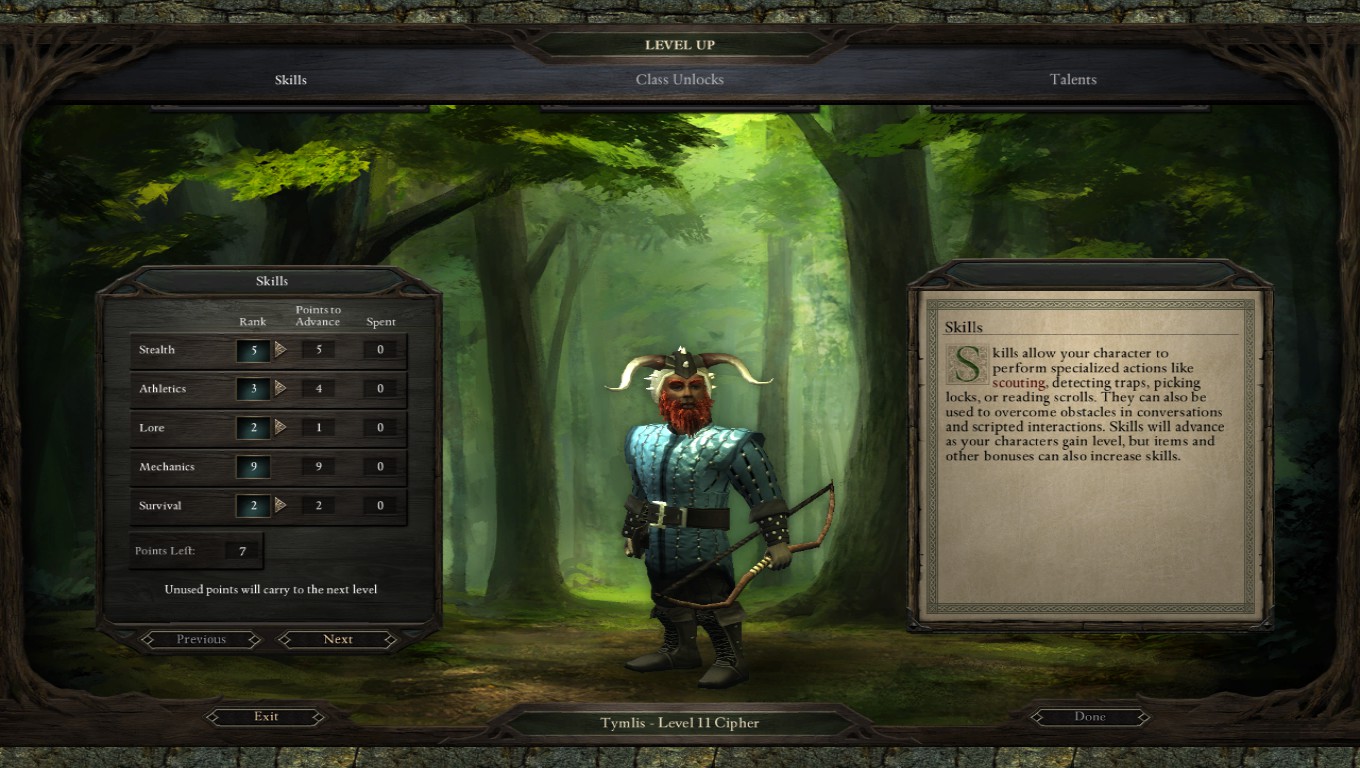 LEVEL UP
Skills
Class Unlocks
Talents
Skills
Rank
Points to
Advance
Spent
Stealth 5 5 0
Athletics 3 4 0
Lore 2 1 0
Mechanics 9 9 0
Survival 2 2 0
Points Left: 7
Unused points will carry to the next level
Previous
Next
Skills
Skills allow your character to
perform specialized actions like
scouting, detecting traps, picking
locks, or reading scrolls. They can also be
used to overcome obstacles in conversations
and scripted interactions. Skills will advance
as your characters gain level, but items and
other bonuses can also increase skills.
Exit
Tymlis - Level 11 Cipher
Done